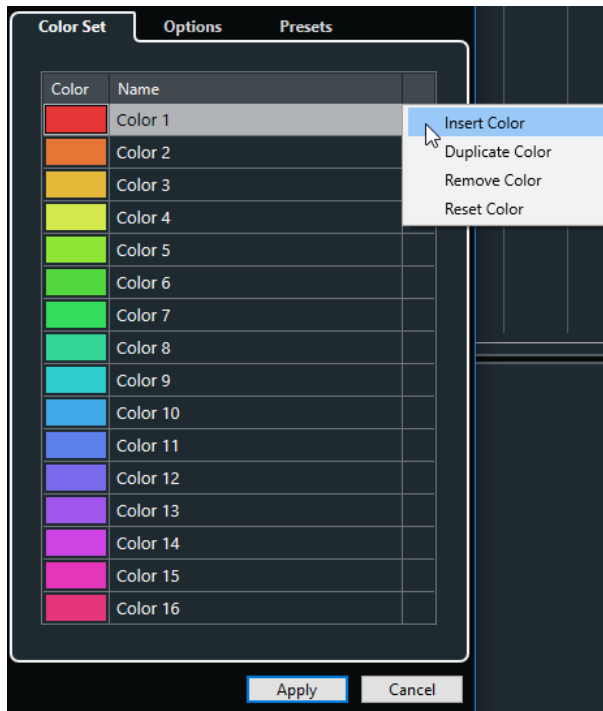 Color Set Options Presets
Color Name
Color 1
Insert Color
Color 2
Duplicate Color
Color 3
Remove Color
Color 4
Reset Color
Color 5
Color 6
Color 7
Color 8
Color 9
Color 10
Color 11
Color 12
Color 13
Color 14
Color 15
Color 16
Apply Cancel